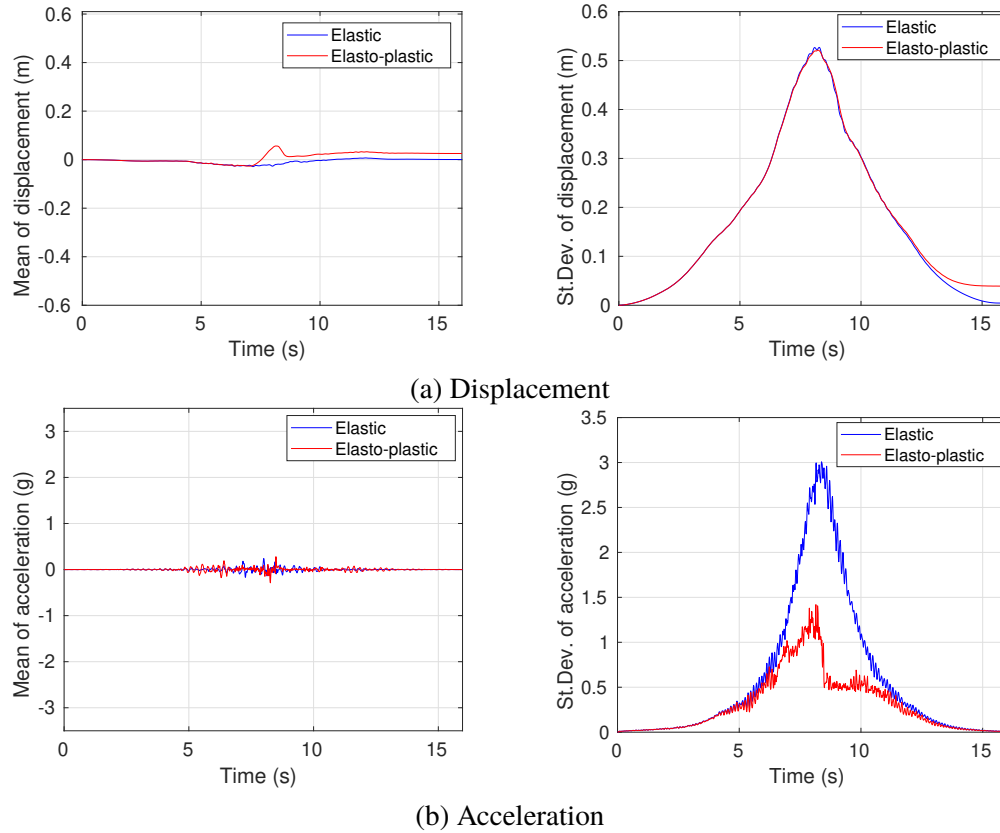 0.6
0.4
0.2
0
-0.2
-0.4
-0.6
Mean of displacement (m)
Elastic
Elasto-plastic
0
5
10
15
Time (s)
0.6
0.5
0.4
0.3
0.2
0.1
0
St.Dev. of displacement (m)
Elastic
Elasto-plastic
0
5
10
15
Time (s)
(a) Displacement
3
2
1
0
-1
-2
-3
Mean of acceleration (g)
Elastic
Elasto-plastic
0
5
10
15
Time (s)
3.5
3
2.5
2
1.5
1
0.5
0
St.Dev. of acceleration (g)
Elastic
Elasto-plastic
0
5
10
15
Time (s)
(b) Acceleration